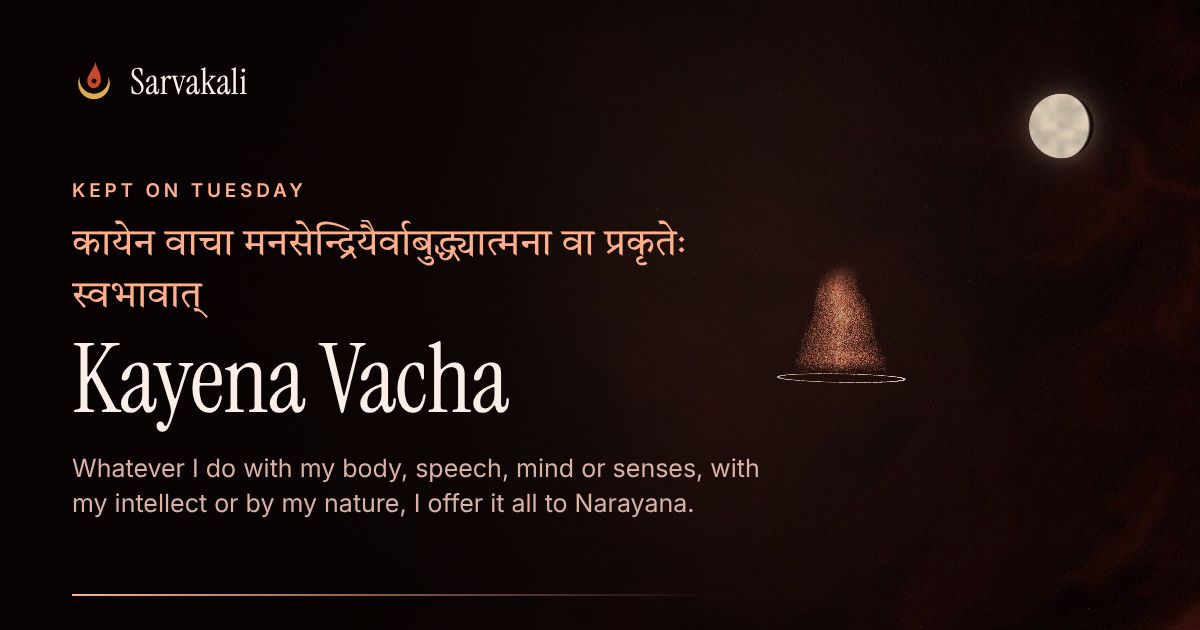 Sarvakali
KEPT ON TUESDAY
कायेन वाचा मनसेन्द्रियैर्वाबुद्ध्यात्मना वा प्रकृतेः
स्वभावात्
Kayena Vacha
Whatever I do with my body, speech, mind or senses, with
my intellect or by my nature, I offer it all to Narayana.